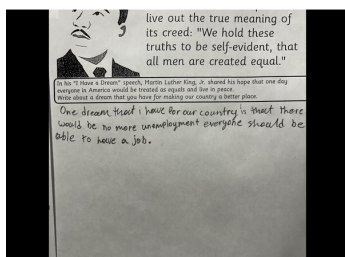 live out the true meaning of
its creed: "We hold these
truths to be self-evident, that
all men are created equal."
In his "I Have a Dream" speech, Martin Luther King, Jr. shared his hope that one day
everyone in America would be treated as equals and live in peace.
Write about a dream that you have for making our country a better place.
One dream that i have for our country is that there
would be no more unemployment everyone should be
able to have a job.